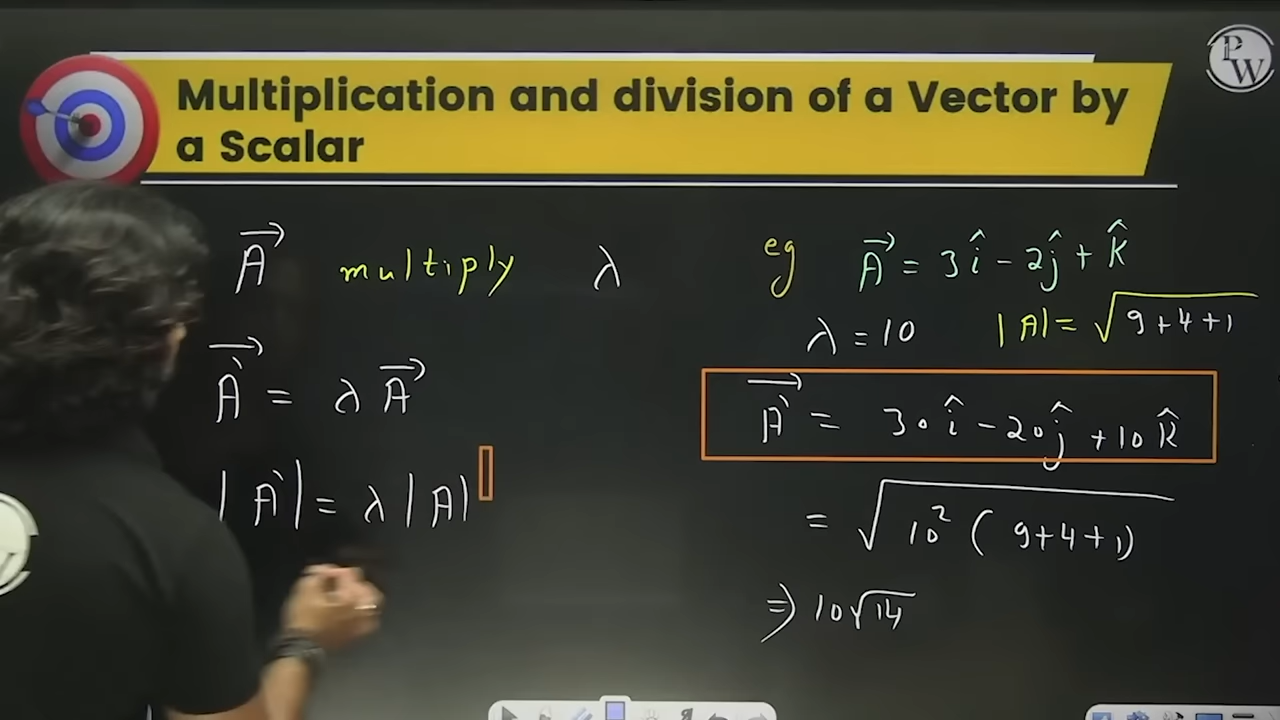 Multiplication and division of a Vector by
a Scalar
PW
A⃗ multiply λ
A⃗' = λA⃗
|A'| = λ|A|
eg A⃗ = 3î - 2ĵ + k̂
λ = 10 |A| = √9+4+1
A⃗' = 30î - 20ĵ + 10k̂
= √10² (9+4+1)
⇒ 10√14